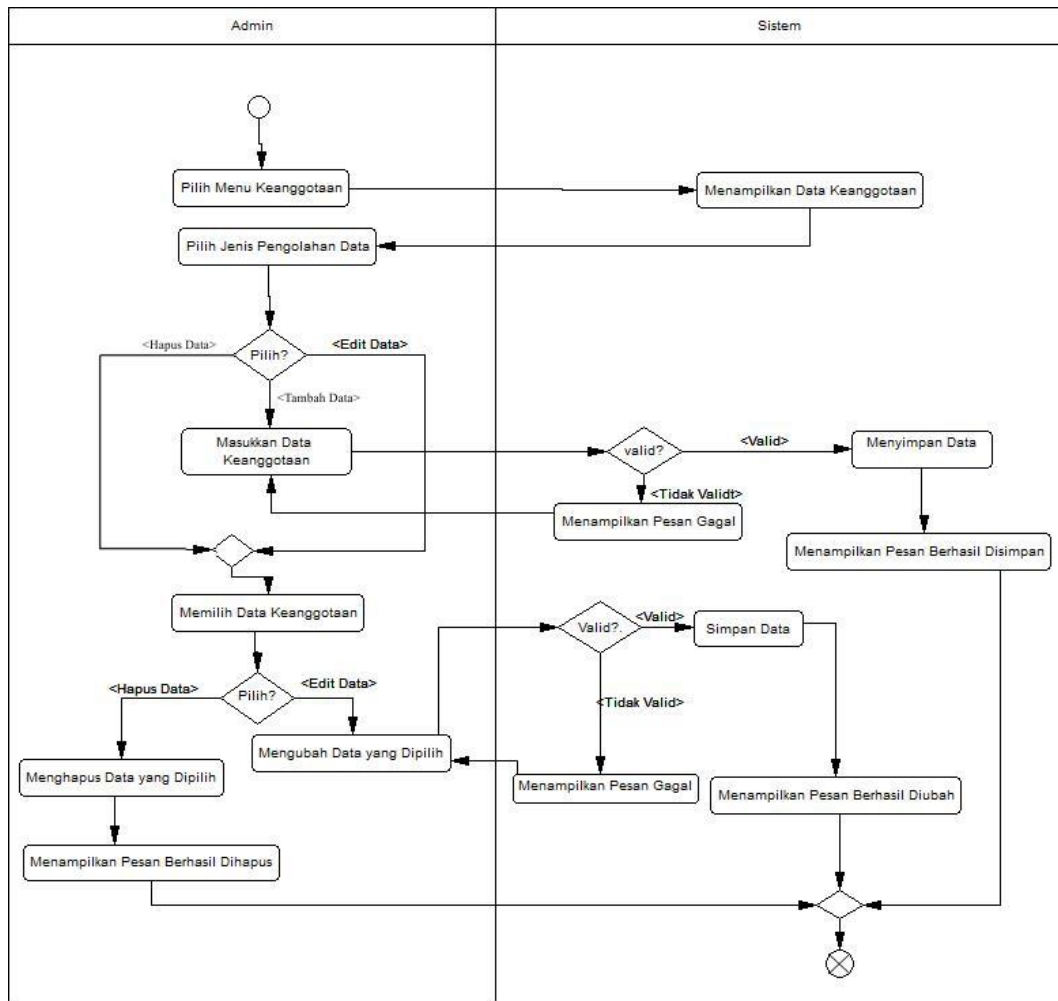 Admin
Sistem
Pilih Menu Keanggotaan
Menampilkan Data Keanggotaan
Pilih Jenis Pengolahan Data
<Hapus Data>
Pilih?
<Edit Data>
<Tambah Data>
Masukkan Data
Keanggotaan
valid?
<Valid>
Menyimpan Data
<Tidak Validt>
Menampilkan Pesan Gagal
Menampilkan Pesan Berhasil Disimpan
Memilih Data Keanggotaan
Valid?.
<Valid>
Simpan Data
<Hapus Data>
Pilih?
<Edit Data>
<Tidak Valid>
Mengubah Data yang Dipilih
Menghapus Data yang Dipilih
Menampilkan Pesan Gagal
Menampilkan Pesan Berhasil Diubah
Menampilkan Pesan Berhasil Dihapus